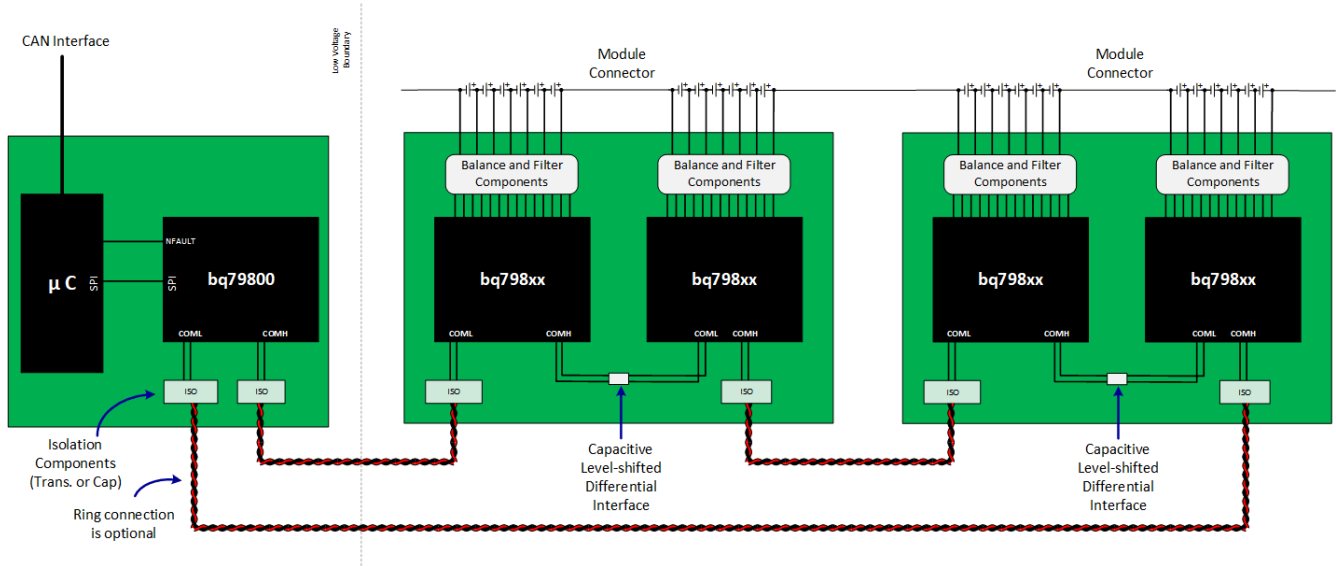 CAN Interface
Low Voltage
Boundary
Module
Connector
Module
Connector
Balance and Filter
Components
Balance and Filter
Components
Balance and Filter
Components
Balance and Filter
Components
µ C
SPI
NFAULT
SPI
bq79800
COML
COMH
bq798xx
COML
COMH
bq798xx
COML
COMH
bq798xx
COML
COMH
bq798xx
COML
COMH
ISO
ISO
ISO
ISO
ISO
ISO
Isolation
Components
(Trans. or Cap)
Ring connection
is optional
Capacitive
Level-shifted
Differential
Interface
Capacitive
Level-shifted
Differential
Interface